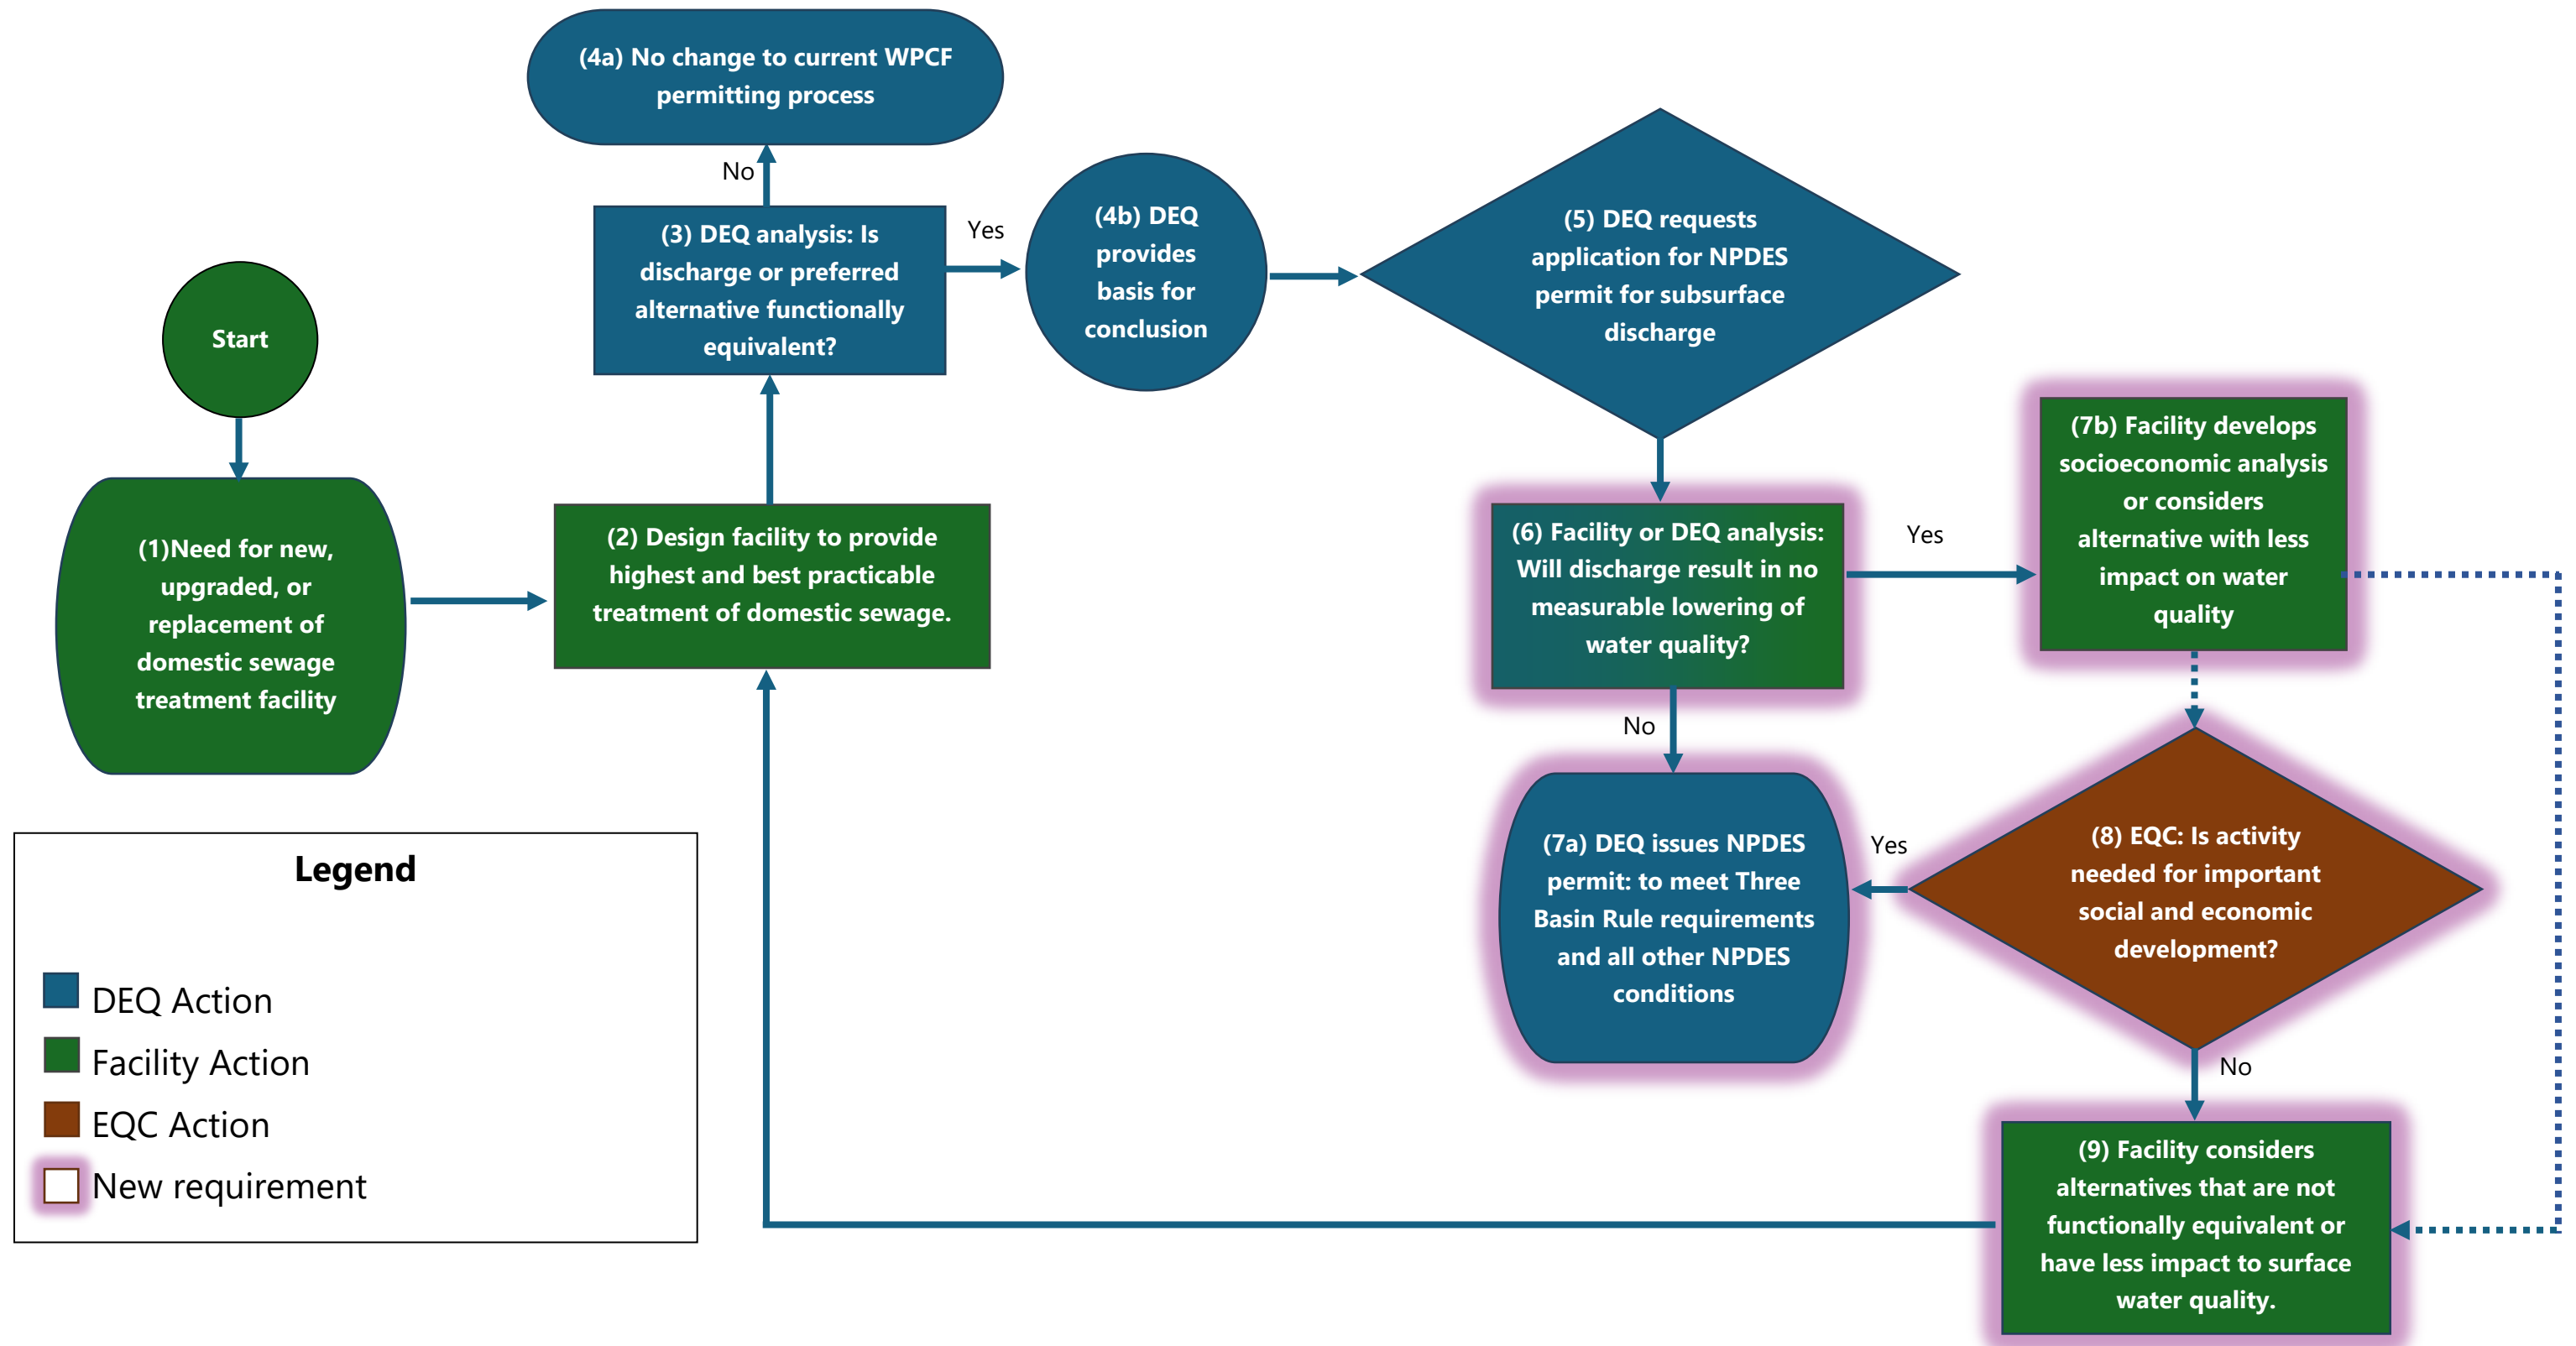 (4a) No change to current WPCF
permitting process
No
(3) DEQ analysis: Is
discharge or preferred
alternative functionally
equivalent?
Yes
(4b) DEQ
provides
basis for
conclusion
(5) DEQ requests
application for NPDES
permit for subsurface
discharge
Start
(1)Need for new,
upgraded, or
replacement of
domestic sewage
treatment facility
(2) Design facility to provide
highest and best practicable
treatment of domestic sewage.
(6) Facility or DEQ analysis:
Will discharge result in no
measurable lowering of
water quality?
Yes
(7b) Facility develops
socioeconomic analysis
or considers
alternative with less
impact on water
quality
No
(7a) DEQ issues NPDES
permit: to meet Three
Basin Rule requirements
and all other NPDES
conditions
Yes
(8) EQC: Is activity
needed for important
social and economic
development?
No
(9) Facility considers
alternatives that are not
functionally equivalent or
have less impact to surface
water quality.
Legend
DEQ Action
Facility Action
EQC Action
New requirement